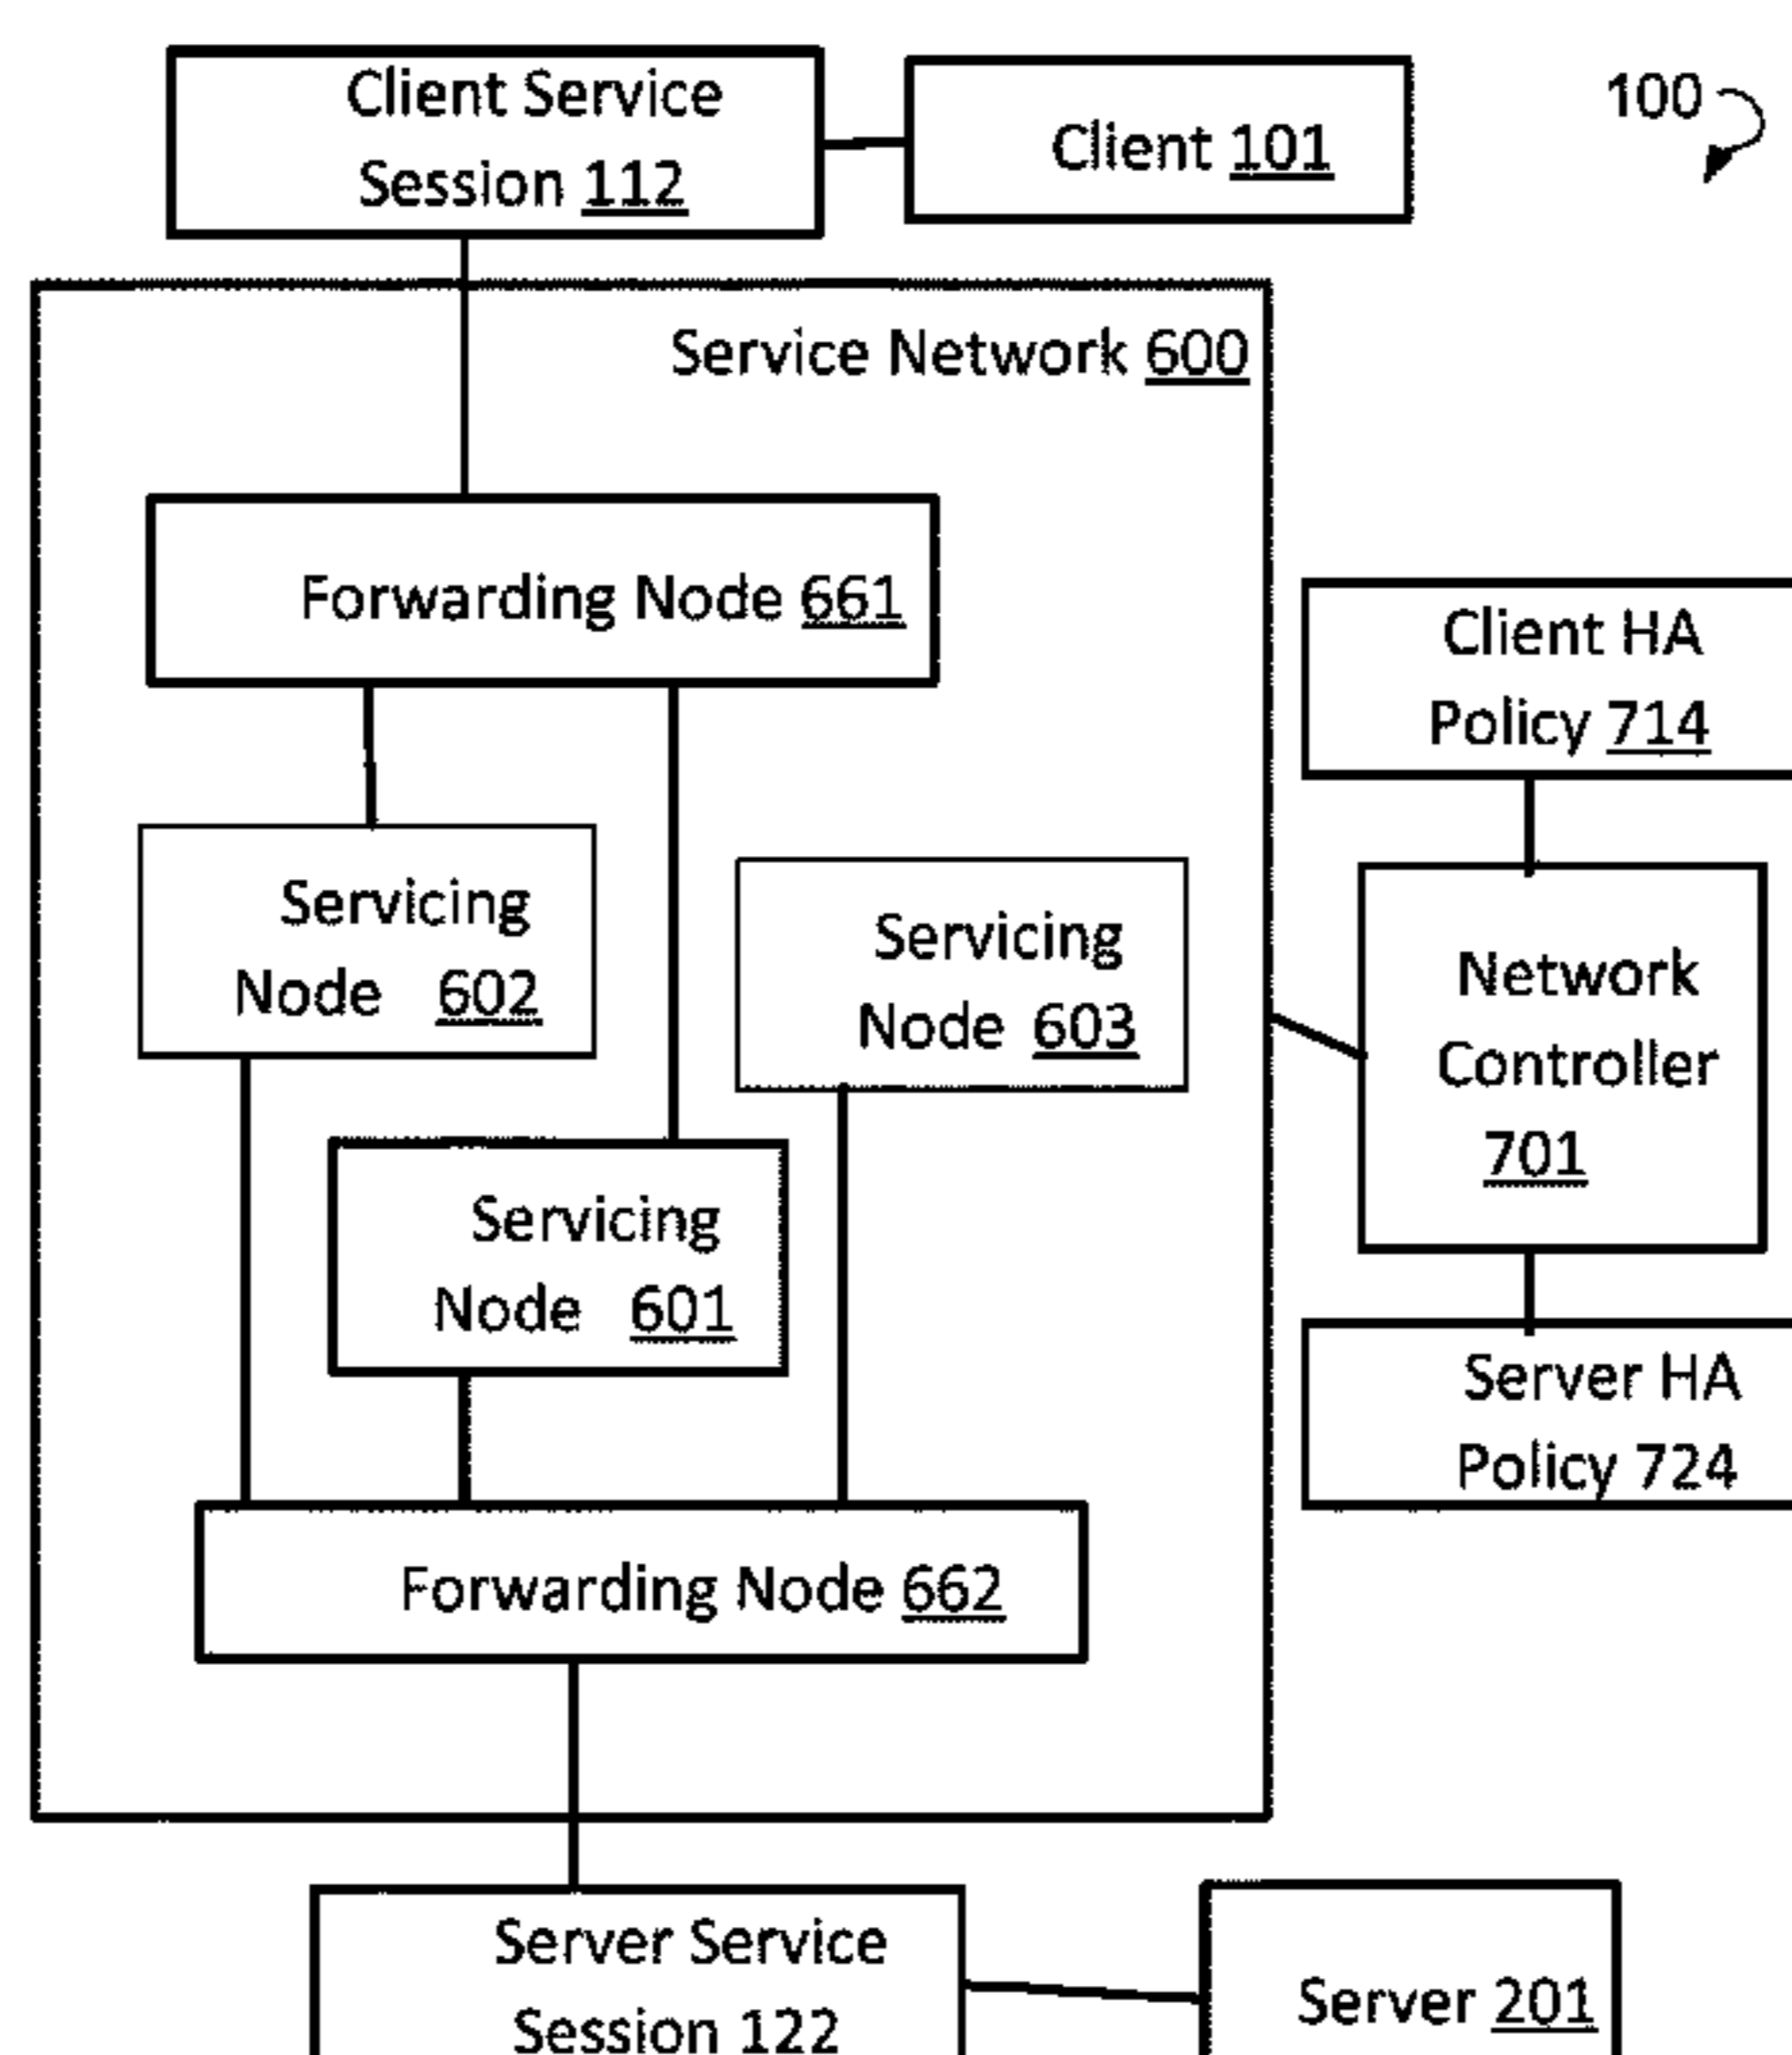 Client Service
Session 112
Client 101
100
Service Network 600
Forwarding Node 661
Client HA
Policy 714
Servicing
Node 602
Servicing
Node 603
Network
Controller
701
Servicing
Node 601
Server HA
Policy 724
Forwarding Node 662
Server Service
Session 122
Server 201